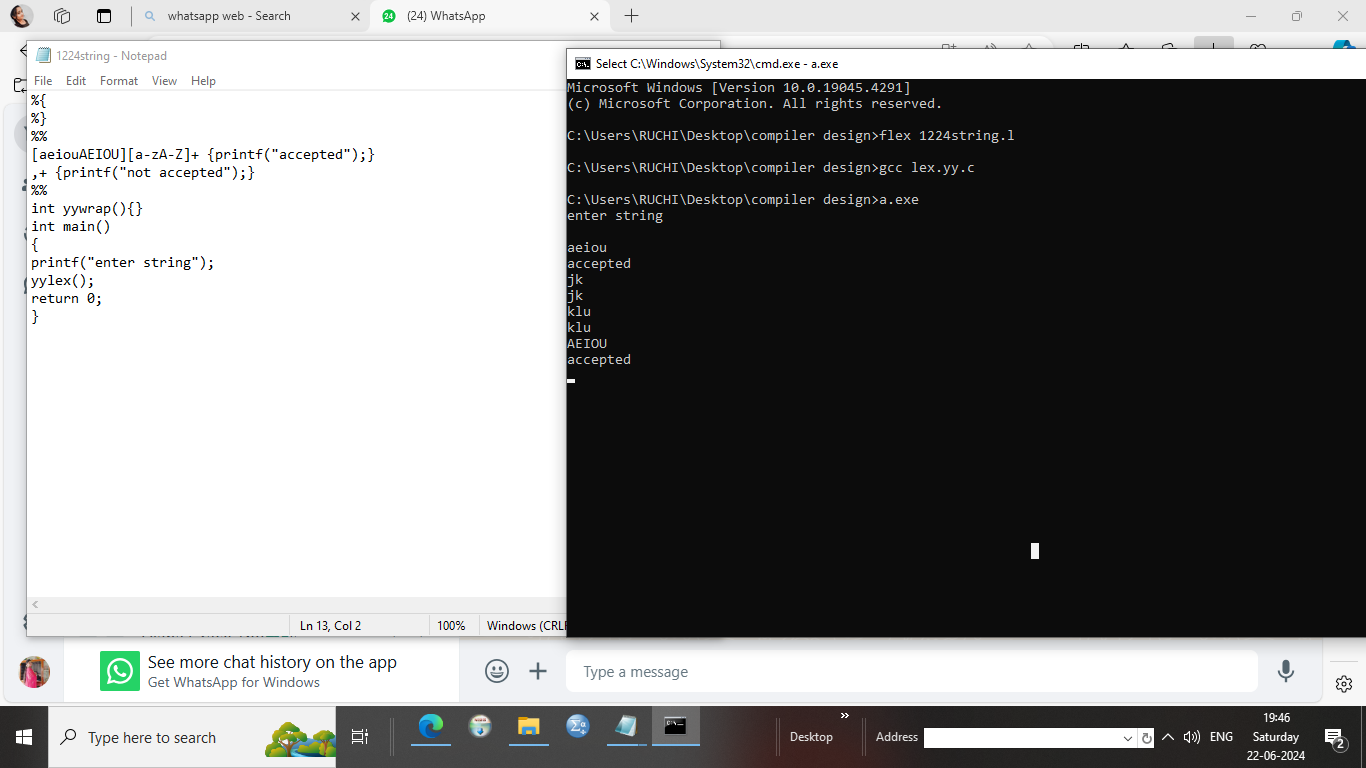 whatsapp web - Search
24
(24) WhatsApp
1224string - Notepad
File Edit Format View Help
%{
%}
%%
[aeiouAEIOU][a-zA-Z]+ {printf("accepted");}
,+ {printf("not accepted");}
%%
int yywrap(){}
int main()
{
printf("enter string");
yylex();
return 0;
}
Ln 13, Col 2
100%
Windows (CRL
Select C:\Windows\System32\cmd.exe - a.exe
Microsoft Windows [Version 10.0.19045.4291]
(c) Microsoft Corporation. All rights reserved.
C:\Users\RUCHI\Desktop\compiler design>flex 1224string.l
C:\Users\RUCHI\Desktop\compiler design>gcc lex.yy.c
C:\Users\RUCHI\Desktop\compiler design>a.exe
enter string
aeiou
accepted
jk
jk
klu
klu
AEIOU
accepted
See more chat history on the app
Get WhatsApp for Windows
Type a message
Type here to search
Desktop
Address
ENG
19:46
Saturday
22-06-2024
2